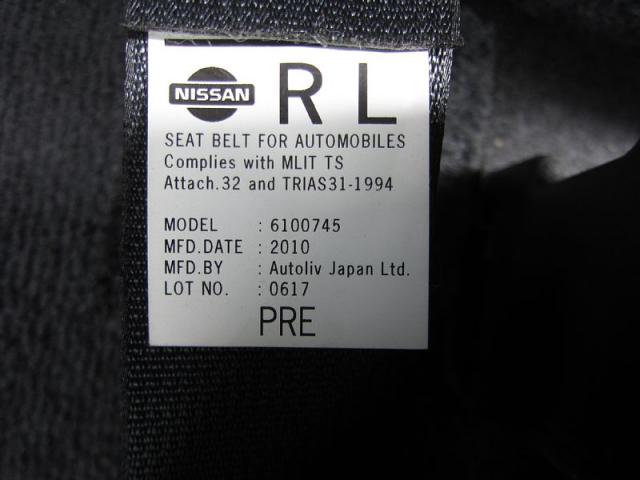 NISSAN R L
SEAT BELT FOR AUTOMOBILES
Complies with MLIT TS
Attach.32 and TRIAS31-1994
MODEL : 6100745
MFD.DATE : 2010
MFD.BY : Autoliv Japan Ltd.
LOT NO. : 0617
PRE